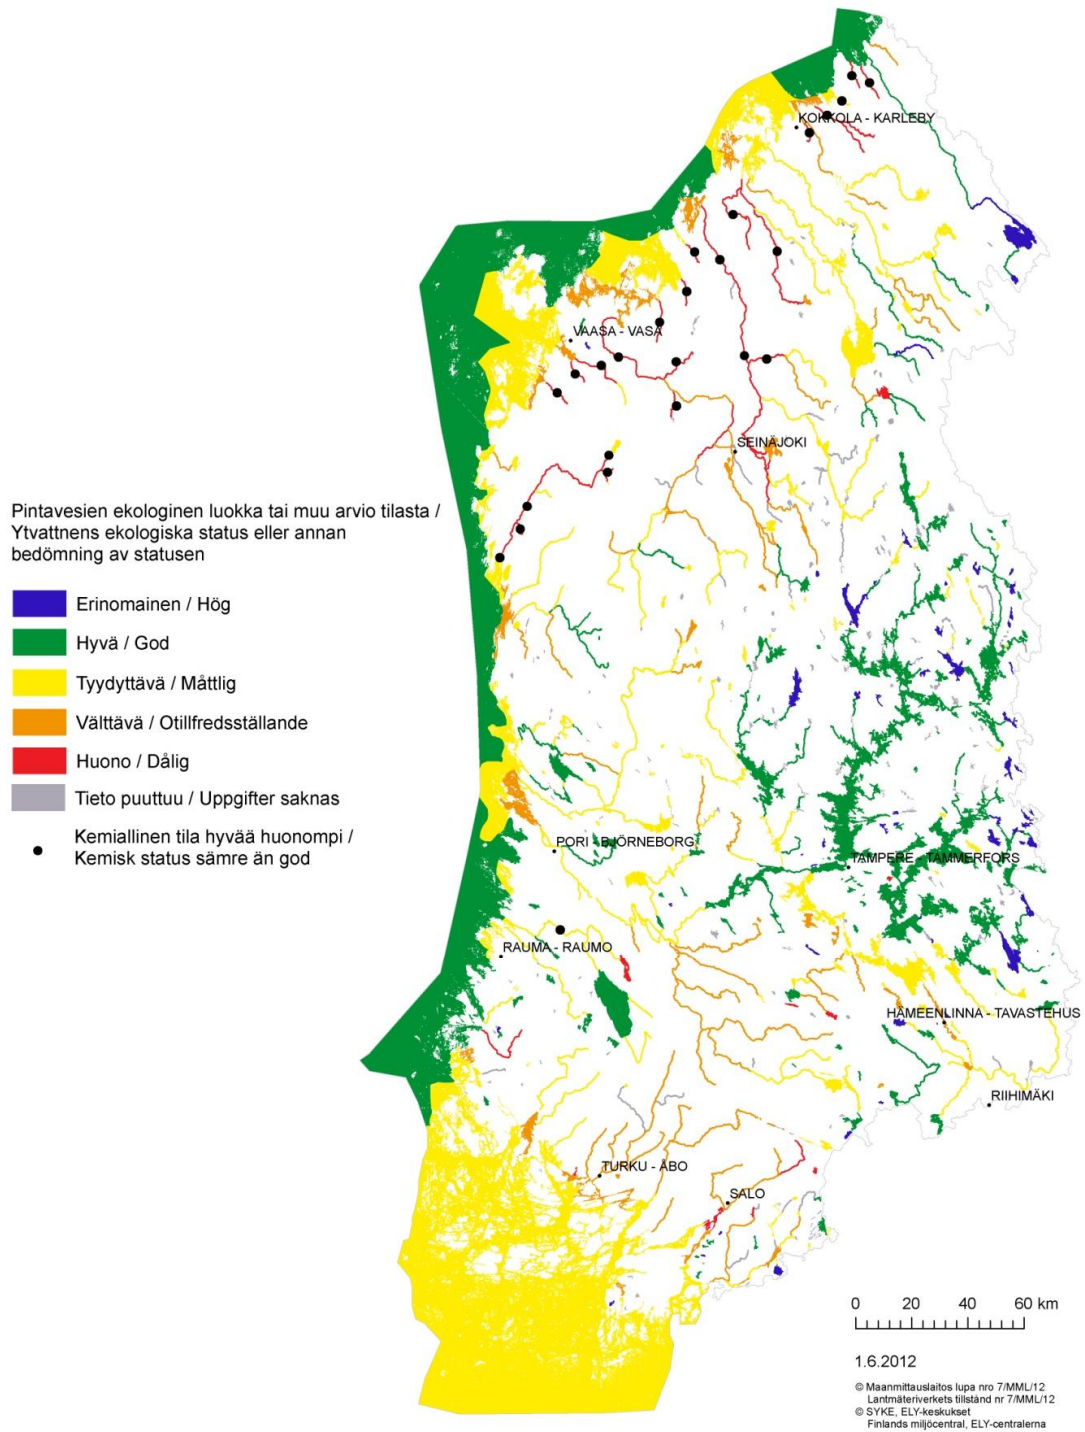 KOKKOLA - KARLEBY
VAASA - VASA
SEINÄJOKI
Pintavesien ekologinen luokka tai muu arvio tilasta /
Ytvattnens ekologiska status eller annan
bedömning av statusen
Erinomainen / Hög
Hyvä / God
Tyydyttävä / Måttlig
Välttävä / Otillfredsställande
Huono / Dålig
Tieto puuttuu / Uppgifter saknas
Kemiallinen tila hyvää huonompi /
Kemisk status sämre än god
PORI - BJÖRNEBORG
TAMPERE - TAMMERFORS
RAUMA - RAUMO
HÄMEENLINNA - TAVASTEHUS
RIIHIMÄKI
TURKU - ÅBO
SALO
0 20 40 60 km
1.6.2012
© Maanmittauslaitos lupa nro 7/MML/12
Lantmäteriverkets tillstånd nr 7/MML/12
© SYKE, ELY-keskukset
Finlands miljöcentral, ELY-centralerna